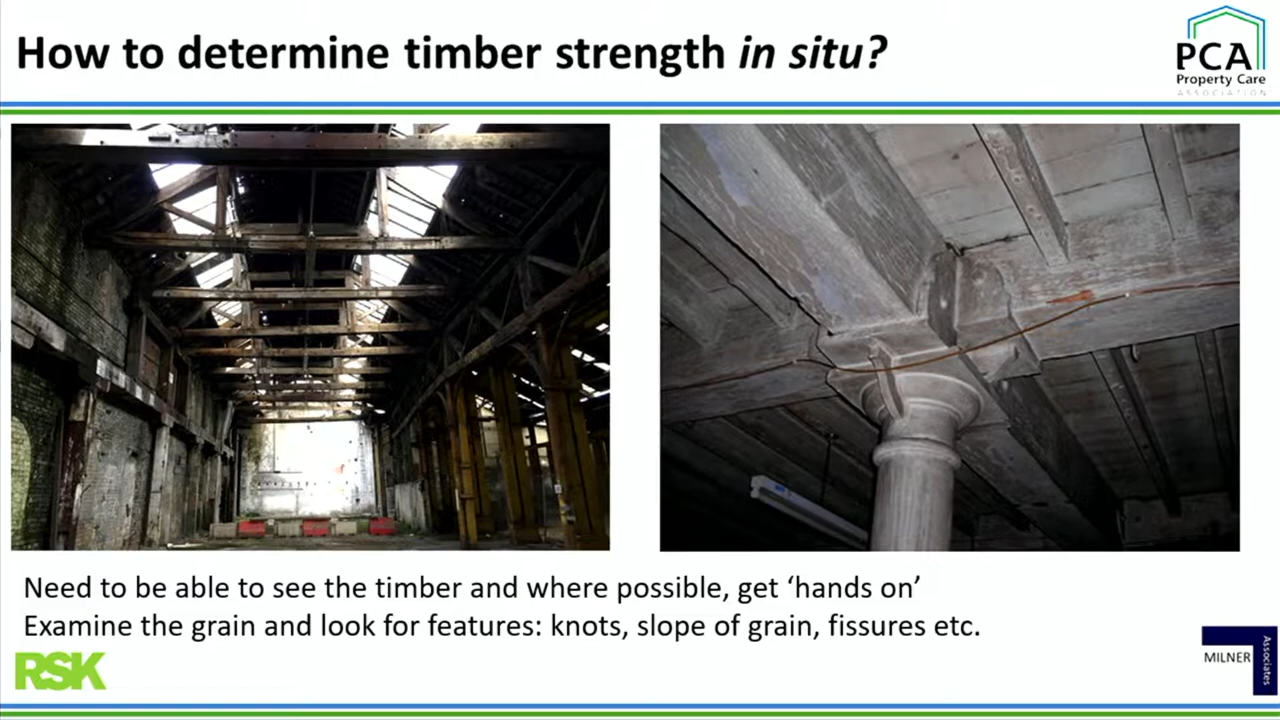 How to determine timber strength in situ?
PCA
Property Care
ASSOCIATION
Need to be able to see the timber and where possible, get ‘hands on’
Examine the grain and look for features: knots, slope of grain, fissures etc.
RSK
MILNER
Associates